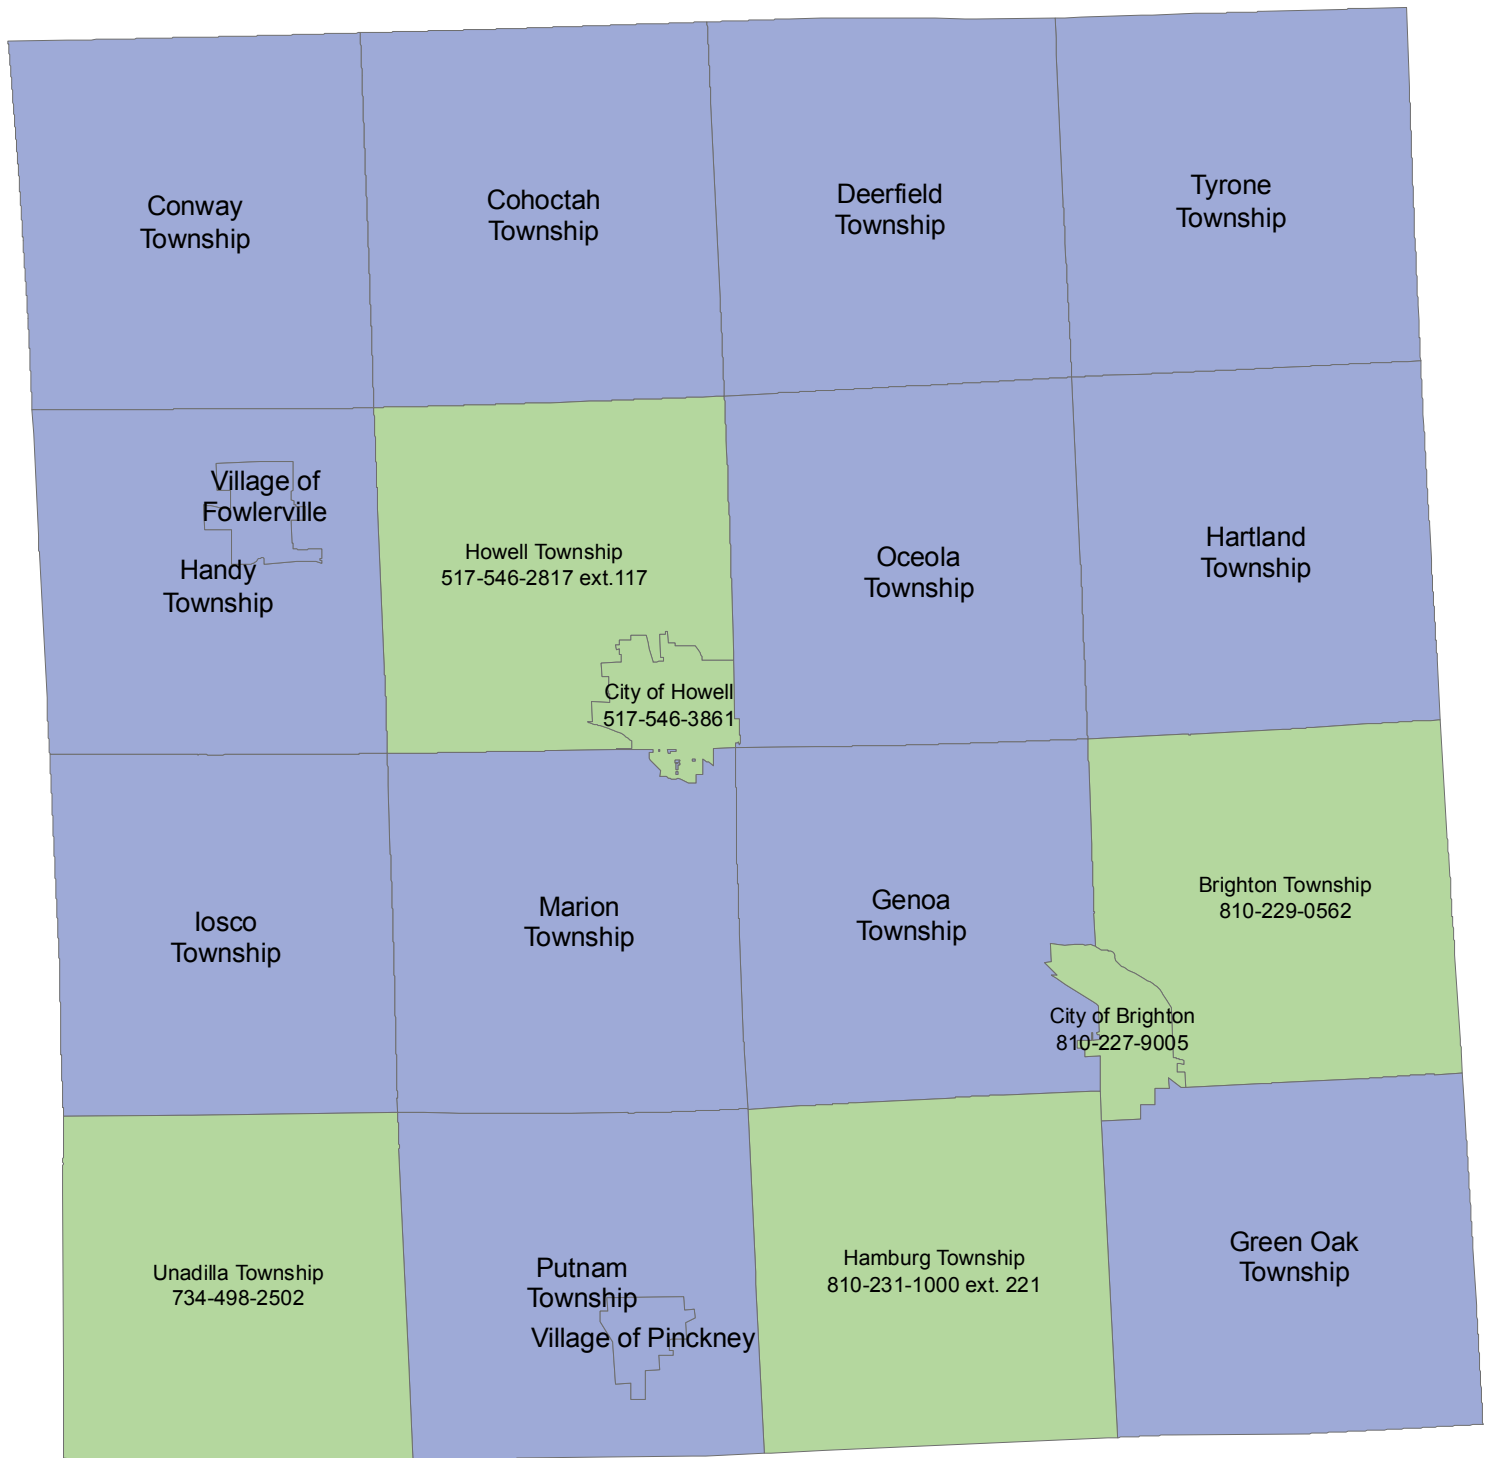 Conway
Township
Cohoctah
Township
Deerfield
Township
Tyrone
Township
Village of
Fowlerville
Handy
Township
Howell Township
517-546-2817 ext.117
Oceola
Township
Hartland
Township
City of Howell
517-546-3861
Iosco
Township
Marion
Township
Genoa
Township
Brighton Township
810-229-0562
City of Brighton
810-227-9005
Unadilla Township
734-498-2502
Putnam
Township
Village of Pinckney
Hamburg Township
810-231-1000 ext. 221
Green Oak
Township